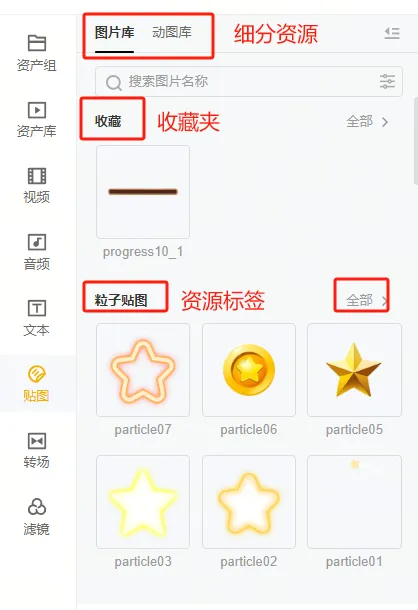 图片库 动图库 细分资源
资产组
搜索图片名称
收藏 收藏夹 全部 >
资产库
视频
音频
progress10_1
粒子贴图 资源标签 全部 >
文本
贴图
转场
滤镜
particle07 particle06 particle05
particle03 particle02 particle01